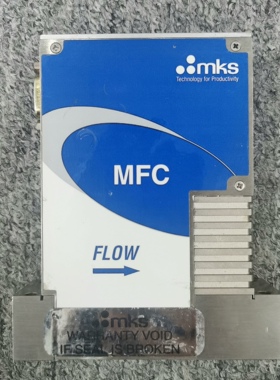 mks
Technology for Productivity
MFC
FLOW
mks
WARRANTY VOID
IF SEAL IS BROKEN